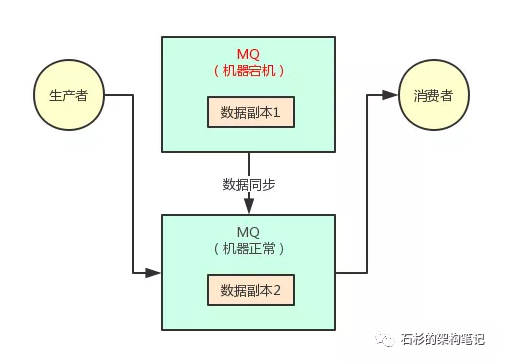 MQ
（机器宕机）
数据副本1
生产者
消费者
数据同步
MQ
（机器正常）
数据副本2
石杉的架构笔记